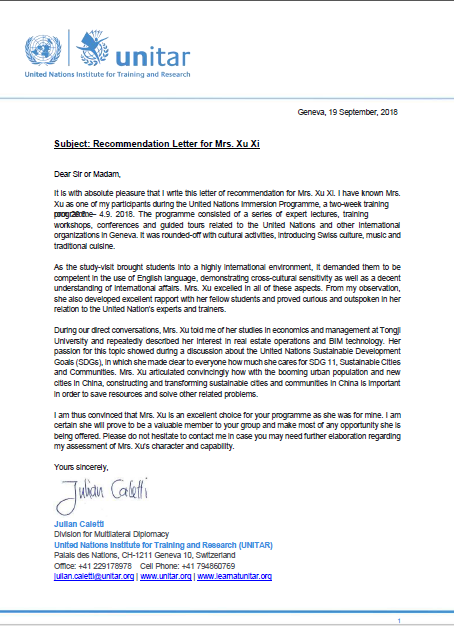 unitar
United Nations Institute for Training and Research
Geneva, 19 September, 2018
Subject: Recommendation Letter for Mrs. Xu Xi
Dear Sir or Madam,
It is with absolute pleasure that I write this letter of recommendation for Mrs. Xu Xi. I have known Mrs.
Xu as one of my participants during the United Nations Immersion Programme, a two-week training
programme – 4.9. 2018. The programme consisted of a series of expert lectures, training
workshops, conferences and guided tours related to the United Nations and other international
organizations in Geneva. It was rounded-off with cultural activities, introducing Swiss culture, music and
traditional cuisine.
As the study-visit brought students into a highly international environment, it demanded them to be
competent in the use of English language, demonstrating cross-cultural sensitivity as well as a decent
understanding of international affairs. Mrs. Xu excelled in all of these aspects. From my observation,
she also developed excellent rapport with her fellow students and proved curious and outspoken in her
relation to the United Nation's experts and trainers.
During our direct conversations, Mrs. Xu told me of her studies in economics and management at Tongji
University and repeatedly described her interest in real estate operations and BIM technology. Her
passion for this topic showed during a discussion about the United Nations Sustainable Development
Goals (SDGs), in which she made clear to everyone how much she cares for SDG 11, Sustainable Cities
and Communities. Mrs. Xu articulated convincingly how with the booming urban population and new
cities in China, constructing and transforming sustainable cities and communities in China is important
in order to save resources and solve other related problems.
I am thus convinced that Mrs. Xu is an excellent choice for your programme as she was for mine. I am
certain she will prove to be a valuable member to your group and make most of any opportunity she is
being offered. Please do not hesitate to contact me in case you may need further elaboration regarding
my assessment of Mrs. Xu's character and capability.
Yours sincerely,
Julian Caletti
Julian Caletti
Division for Multilateral Diplomacy
United Nations Institute for Training and Research (UNITAR)
Palais des Nations, CH-1211 Geneva 10, Switzerland
Office: +41 229178978 Cell Phone: +41 794860769
julian.caletti@unitar.org | www.unitar.org | www.learnatunitar.org
1